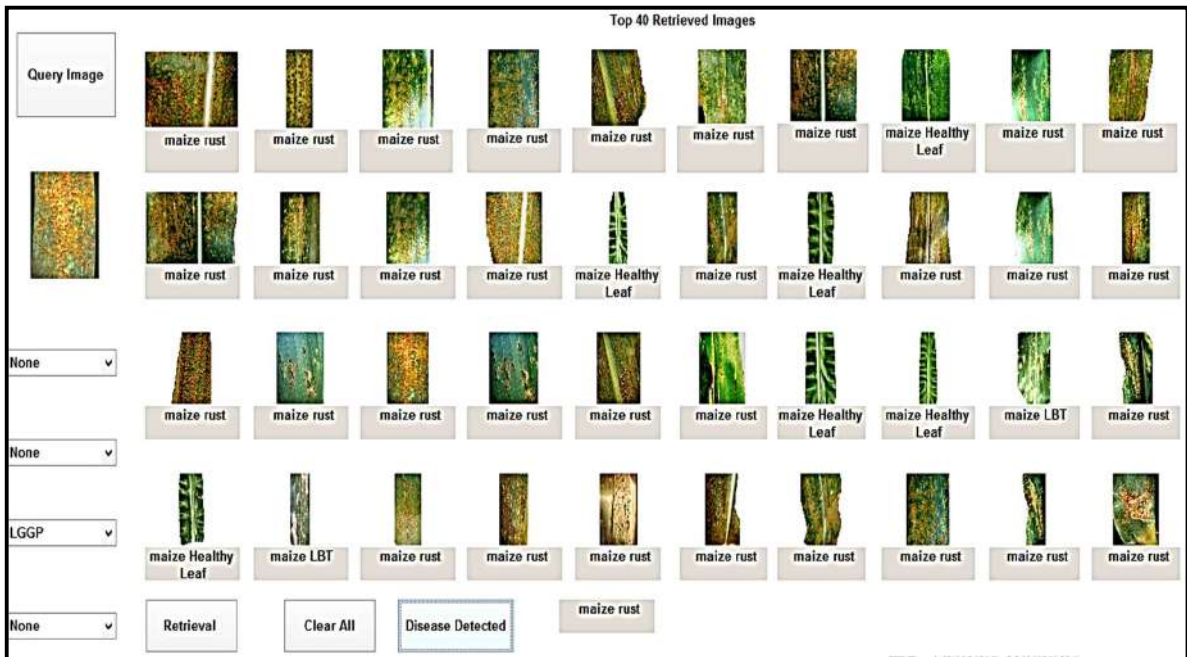 Top 40 Retrieved Images
Query Image
maize rust maize rust maize rust maize rust maize rust maize rust maize rust maize Healthy Leaf maize rust maize rust
maize rust maize rust maize rust maize rust maize Healthy Leaf maize rust maize Healthy Leaf maize rust maize rust maize rust
None
maize rust maize rust maize rust maize rust maize rust maize rust maize Healthy Leaf maize Healthy Leaf maize LBT maize rust
None
LGGP
maize Healthy Leaf maize LBT maize rust maize rust maize rust maize rust maize rust maize rust maize rust maize rust
None
Retrieval
Clear All
Disease Detected
maize rust